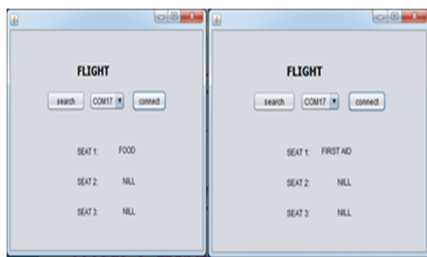 FLIGHT
search COM17 connect
SEAT 1: FOOD
SEAT 2: NILL
SEAT 3: NILL
FLIGHT
search COM17 connect
SEAT 1: FIRST AID
SEAT 2: NILL
SEAT 3: NILL